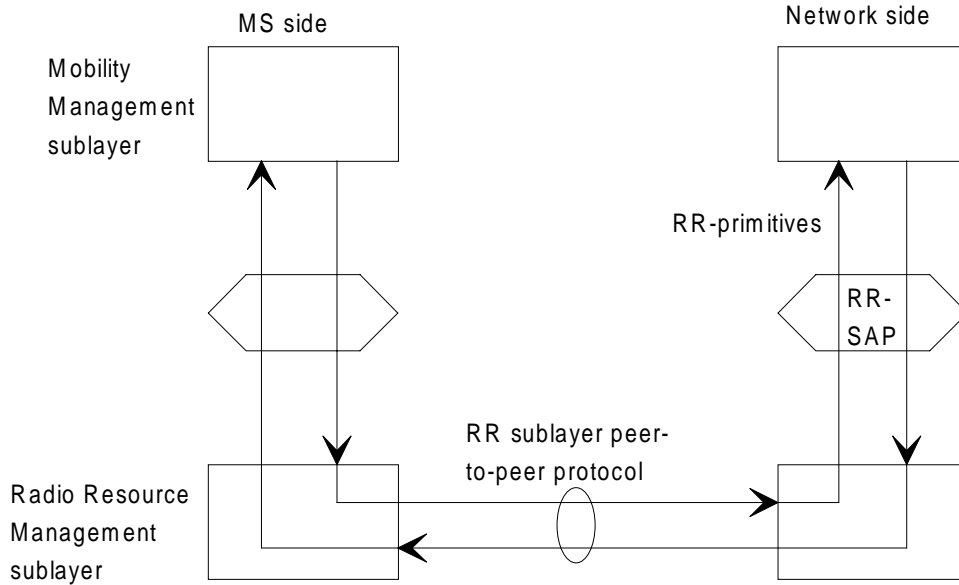 MS side
Network side
Mobility
Management
sublayer
RR-primitives
RR-
SAP
RR sublayer peer-
to-peer protocol
Radio Resource
Management
sublayer